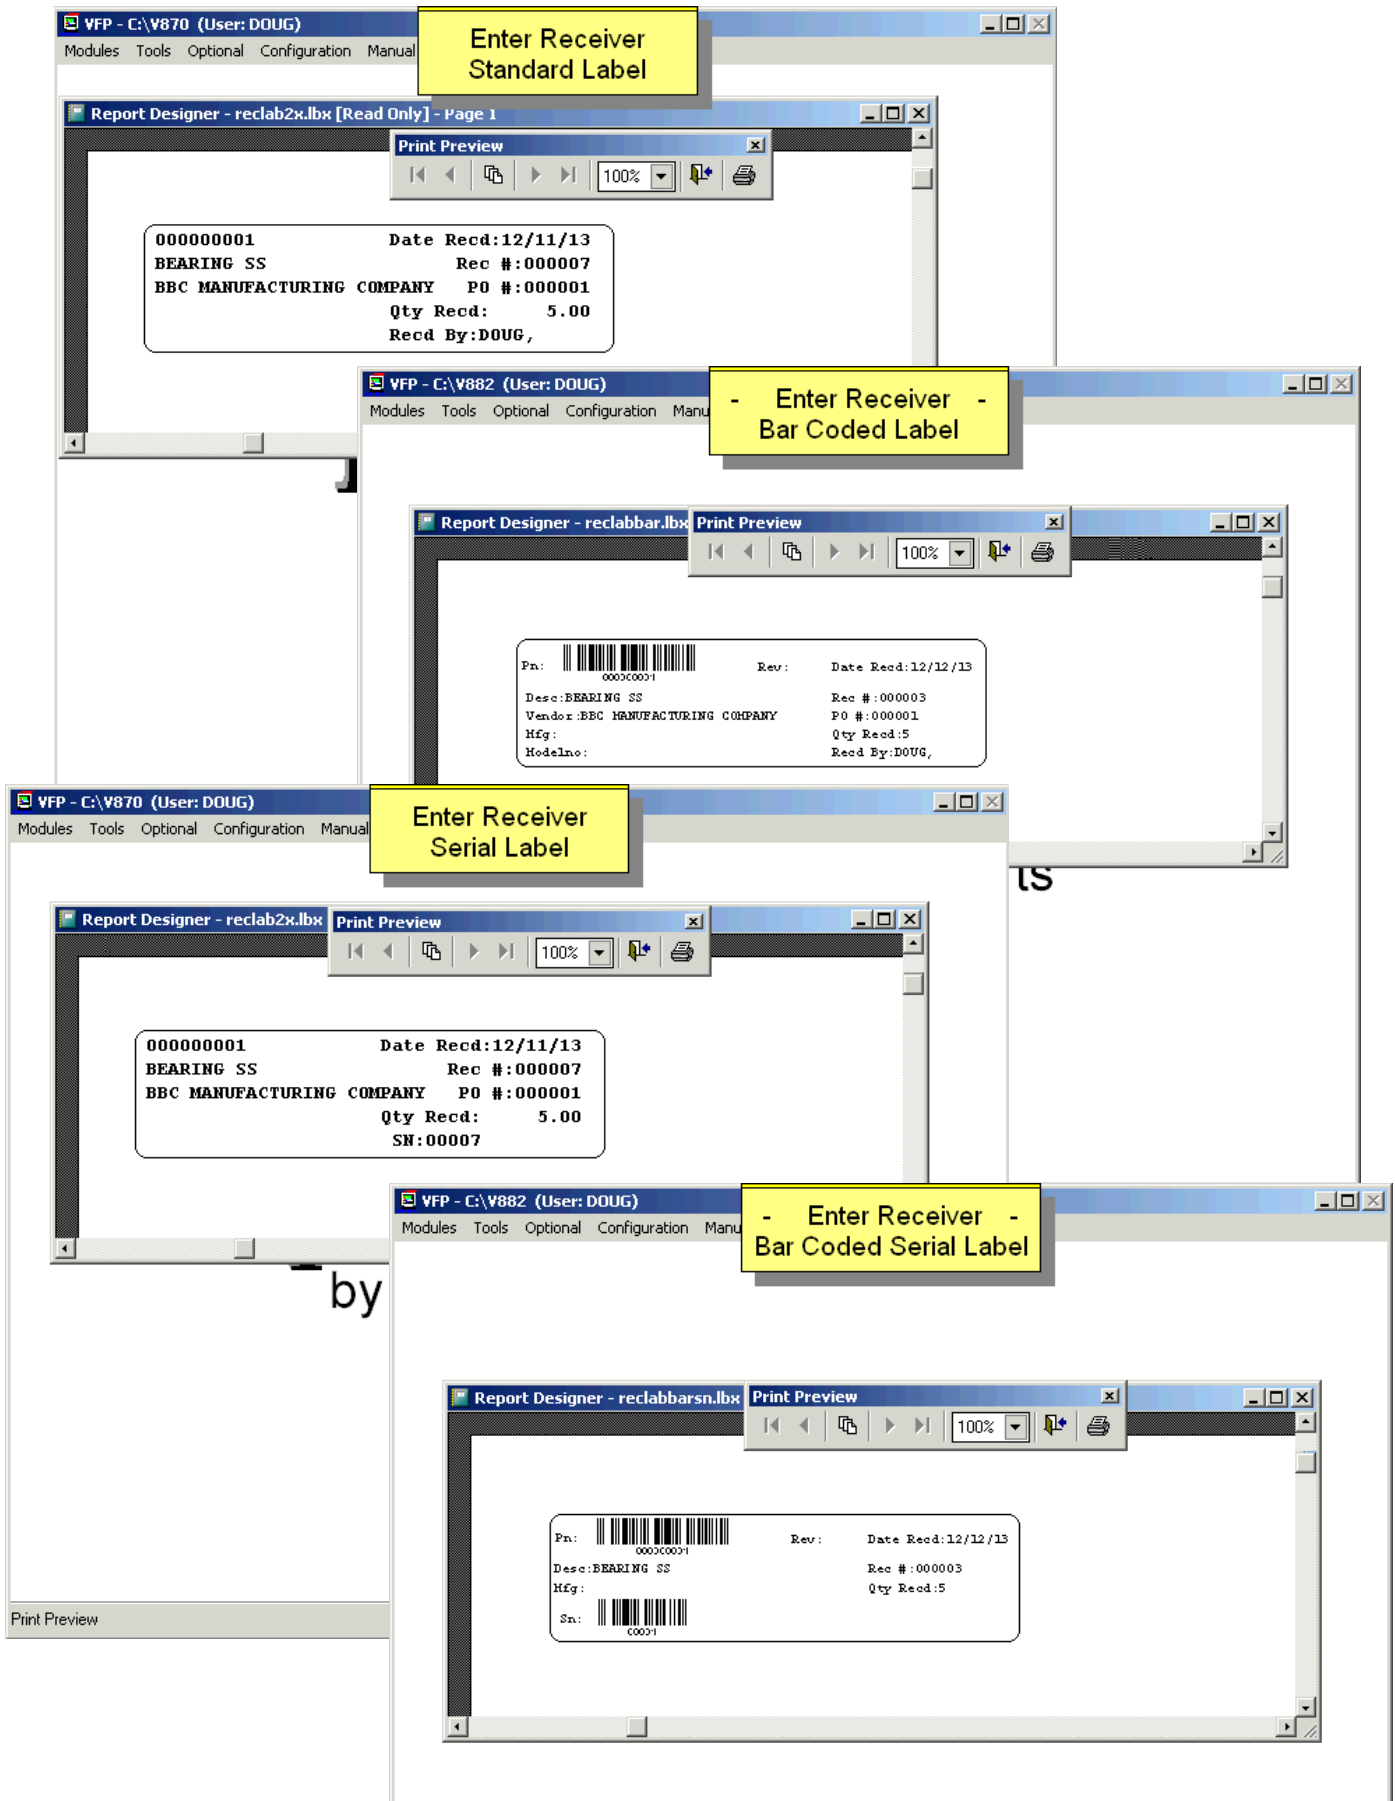 VFP - C:\V870 (User: DOUG)
Modules Tools Optional Configuration Manual
Enter Receiver
Standard Label
Report Designer - reclab2x.lbx [Read Only] - Page 1
Print Preview
100%
000000001 Date Recd:12/11/13
BEARING SS Rec #:000007
BBC MANUFACTURING COMPANY PO #:000001
Qty Recd: 5.00
Recd By:DOUG,
VFP - C:\V882 (User: DOUG)
Modules Tools Optional Configuration Manu
- Enter Receiver -
Bar Coded Label
Report Designer - reclabbar.lbx
Print Preview
100%
Pn: Rev: Date Recd:12/12/13
Desc:BEARING SS Rec #:000003
Vendor:BBC MANUFACTURING COMPANY PO #:000001
Mfg: Qty Recd:5
Modelno: Recd By:DOUG,
ts
VFP - C:\V870 (User: DOUG)
Modules Tools Optional Configuration Manual
Enter Receiver
Serial Label
Report Designer - reclab2x.lbx
Print Preview
100%
000000001 Date Recd:12/11/13
BEARING SS Rec #:000007
BBC MANUFACTURING COMPANY PO #:000001
Qty Recd: 5.00
SN:00007
by
Print Preview
VFP - C:\V882 (User: DOUG)
Modules Tools Optional Configuration Manu
- Enter Receiver -
Bar Coded Serial Label
Report Designer - reclabbarsn.lbx
Print Preview
100%
Pn: Rev: Date Recd:12/12/13
Desc:BEARING SS Rec #:000003
Mfg: Qty Recd:5
Sn: